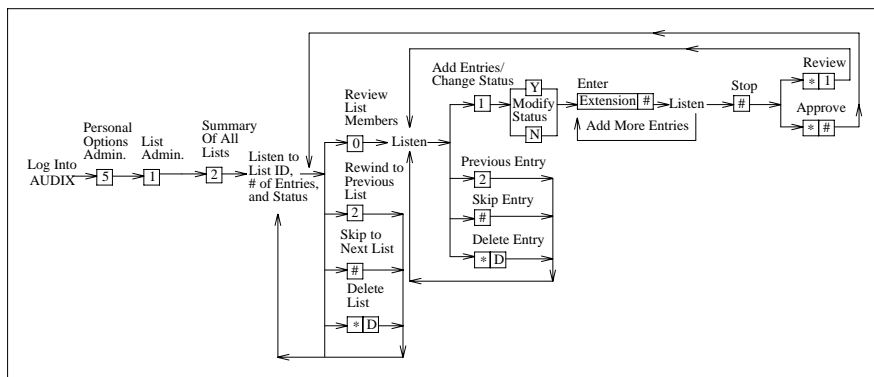 Log Into
AUDIX
Personal
Options
Admin.
5
List
Admin.
1
Summary
Of All
Lists
2
Listen to
List ID,
# of Entries,
and Status
Review
List
Members
0
Rewind to
Previous
List
2
Skip to
Next List
#
Delete
List
* D
Listen
Add Entries/
Change Status
1
Y
Modify
Status
N
Previous Entry
2
Skip Entry
#
Delete Entry
* D
Enter
Extension #
Add More Entries
Listen
Stop
#
Review
* 1
Approve
* #